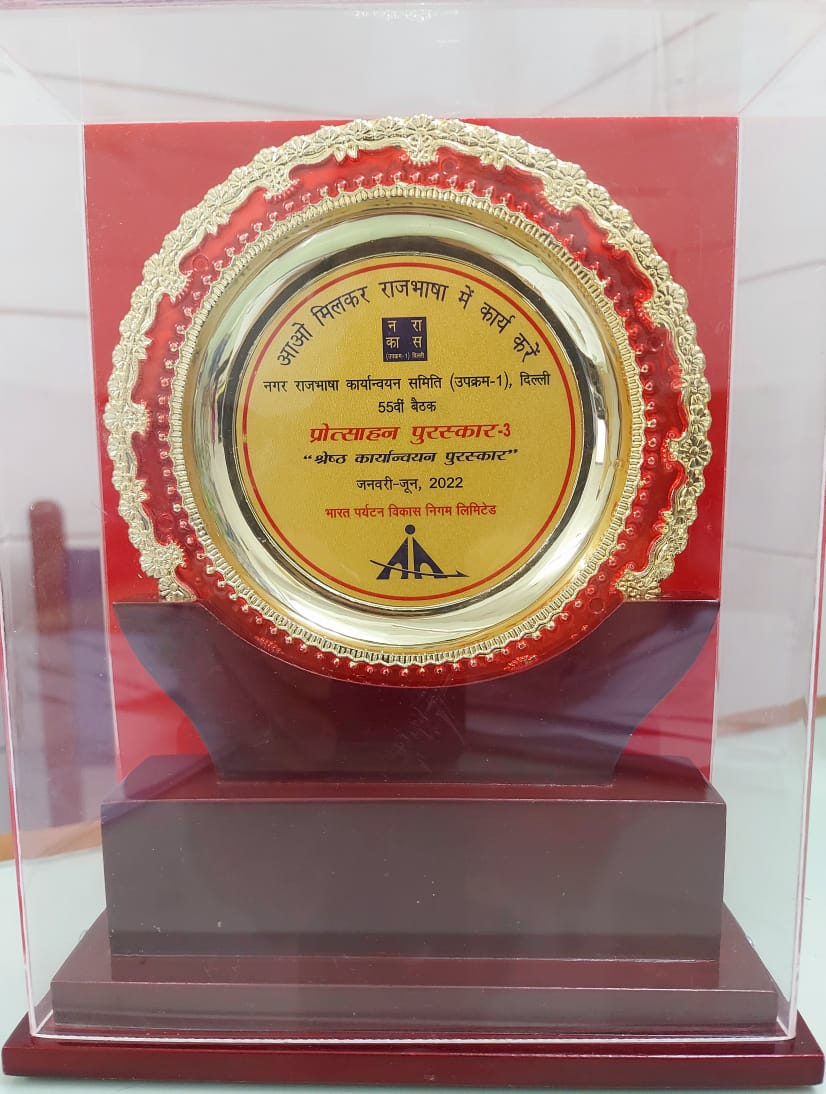 आओ मिलकर राजभाषा में कार्य करें
न रा
का स
(उपक्रम-1) दिल्ली
नगर राजभाषा कार्यान्वयन समिति (उपक्रम-1), दिल्ली
55वीं बैठक
प्रोत्साहन पुरस्कार-3
“श्रेष्ठ कार्यान्वयन पुरस्कार”
जनवरी-जून, 2022
भारत पर्यटन विकास निगम लिमिटेड